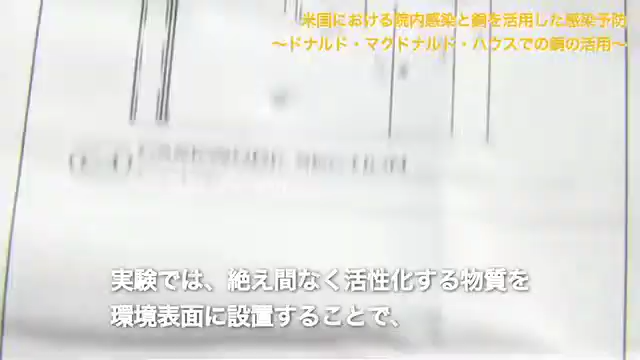 米国における院内感染と銅を活用した感染予防
～ドナルド・マクドナルド・ハウスでの銅の活用～
実験では、絶え間なく活性化する物質を
環境表面に設置することで、